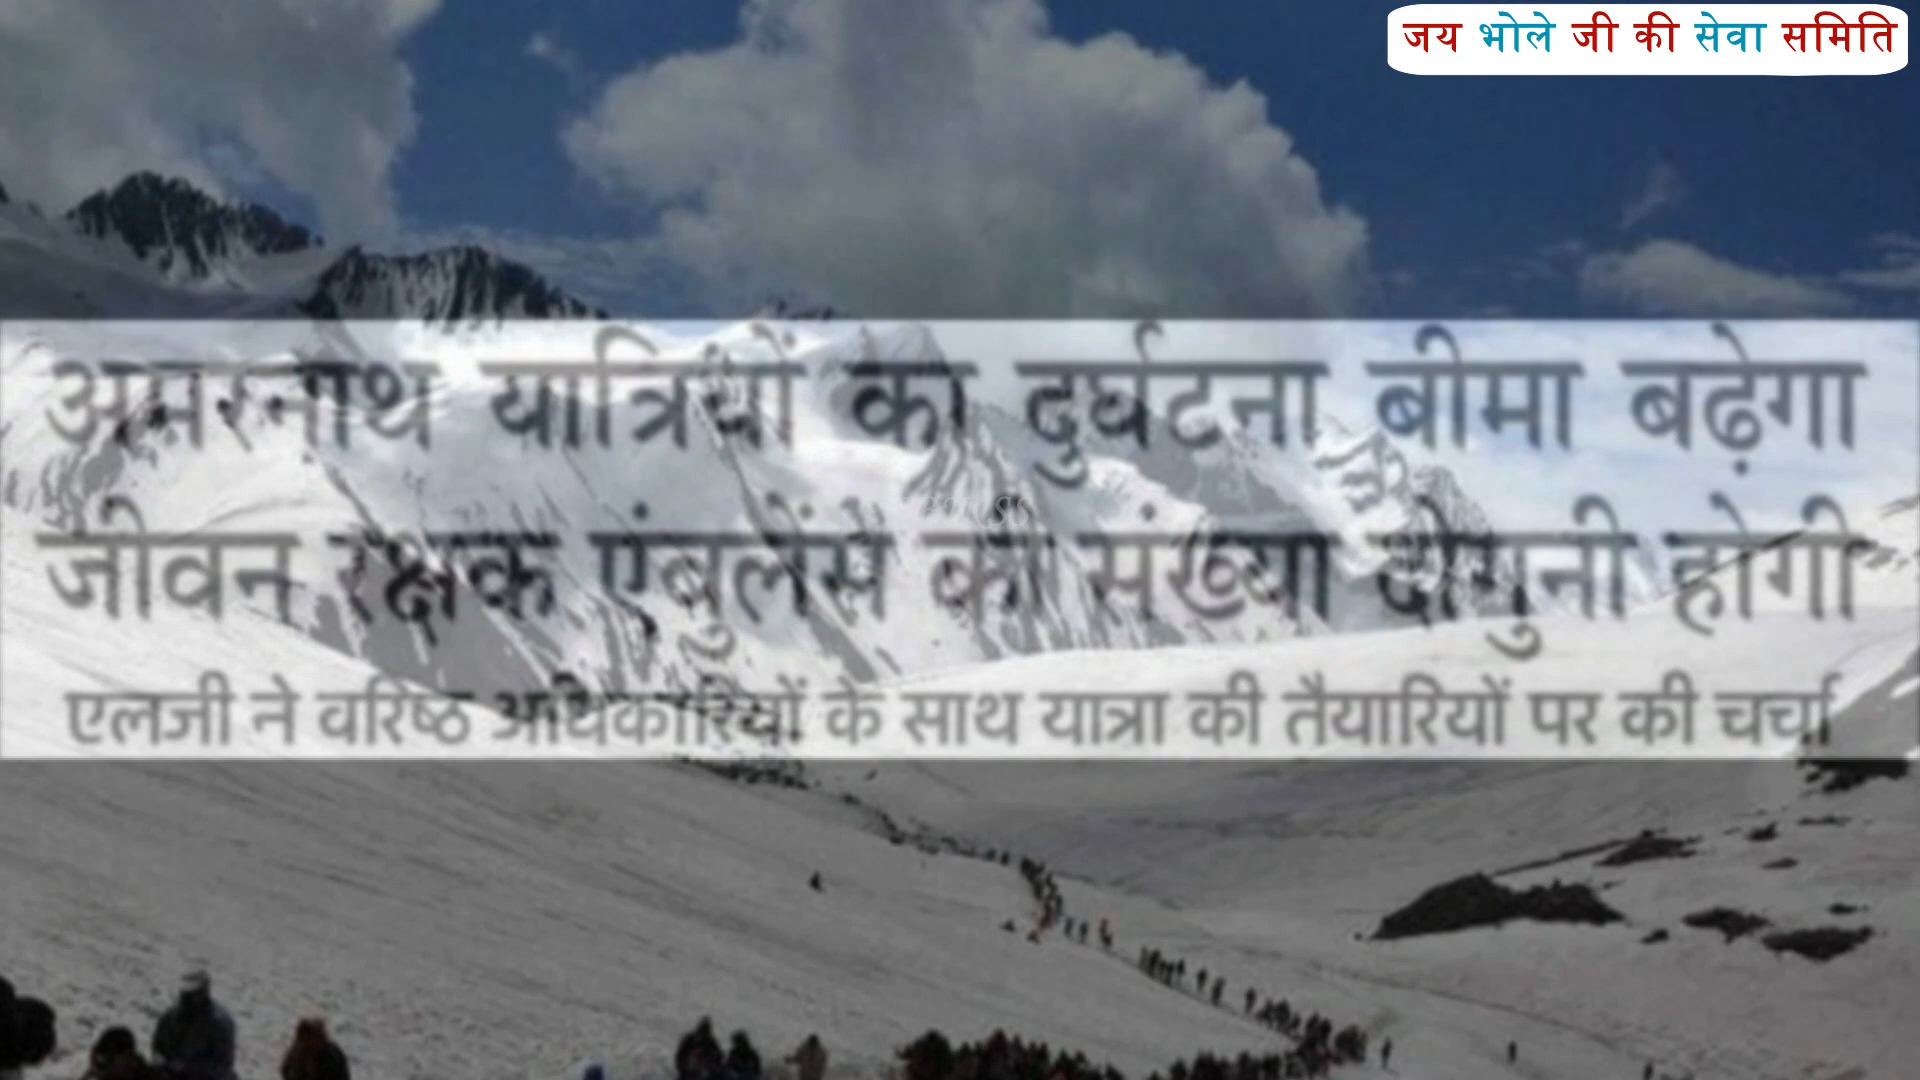 जय भोले जी की सेवा समिति
अमरनाथ यात्रियों का दुर्घटना बीमा बढ़ेगा
जीवन रक्षक एंबुलेंस की संख्या दोगुनी होगी
एलजी ने वरिष्ठ अधिकारियों के साथ यात्रा की तैयारियों पर की चर्चा